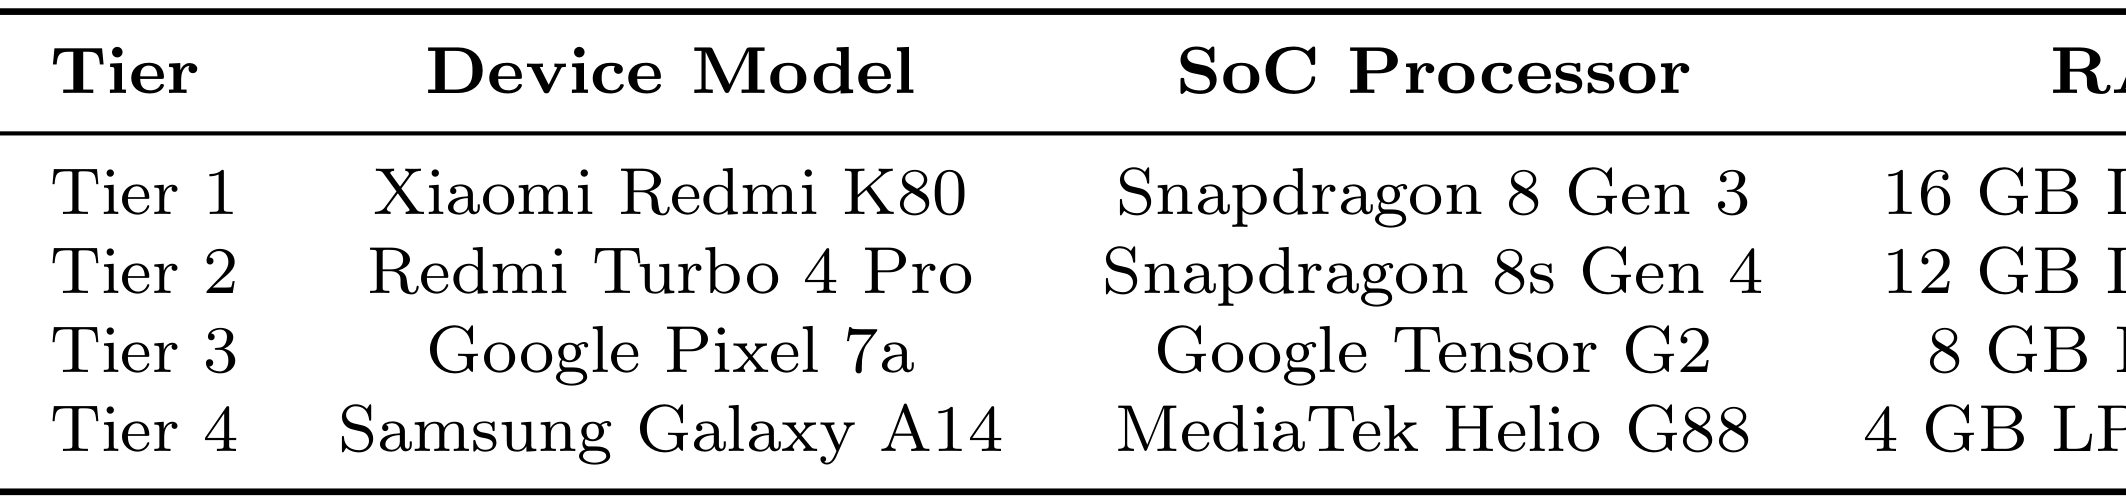 Tier Device Model SoC Processor
Tier 1 Xiaomi Redmi K80 Snapdragon 8 Gen 3 16 GB
Tier 2 Redmi Turbo 4 Pro Snapdragon 8s Gen 4 12 GB
Tier 3 Google Pixel 7a Google Tensor G2 8 GB
Tier 4 Samsung Galaxy A14 MediaTek Helio G88 4 GB